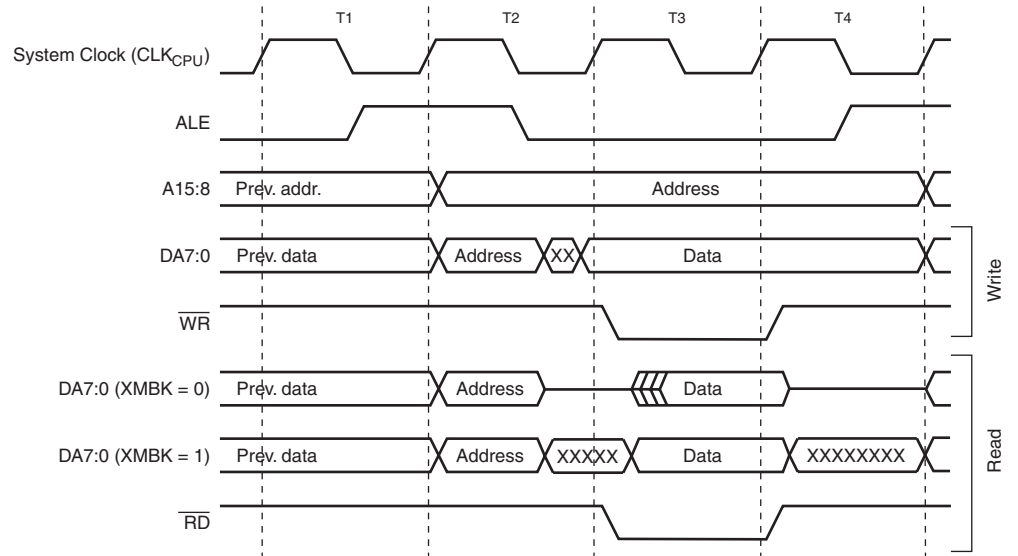 T1 T2 T3 T4
System Clock (CLKCPU)
ALE
A15:8 Prev. addr. Address
DA7:0 Prev. data Address XX Data
WR
Write
DA7:0 (XMBK = 0) Prev. data Address Data
DA7:0 (XMBK = 1) Prev. data Address XXXXX Data XXXXXXXX
RD
Read